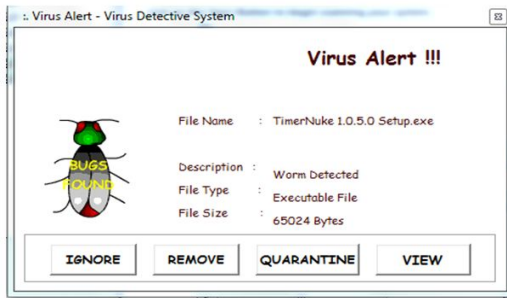 :. Virus Alert - Virus Detective System
Virus Alert !!!
File Name : TimerNuke 1.0.5.0 Setup.exe
Description : Worm Detected
File Type : Executable File
File Size : 65024 Bytes
BUGS
FOUND
IGNORE REMOVE QUARANTINE VIEW